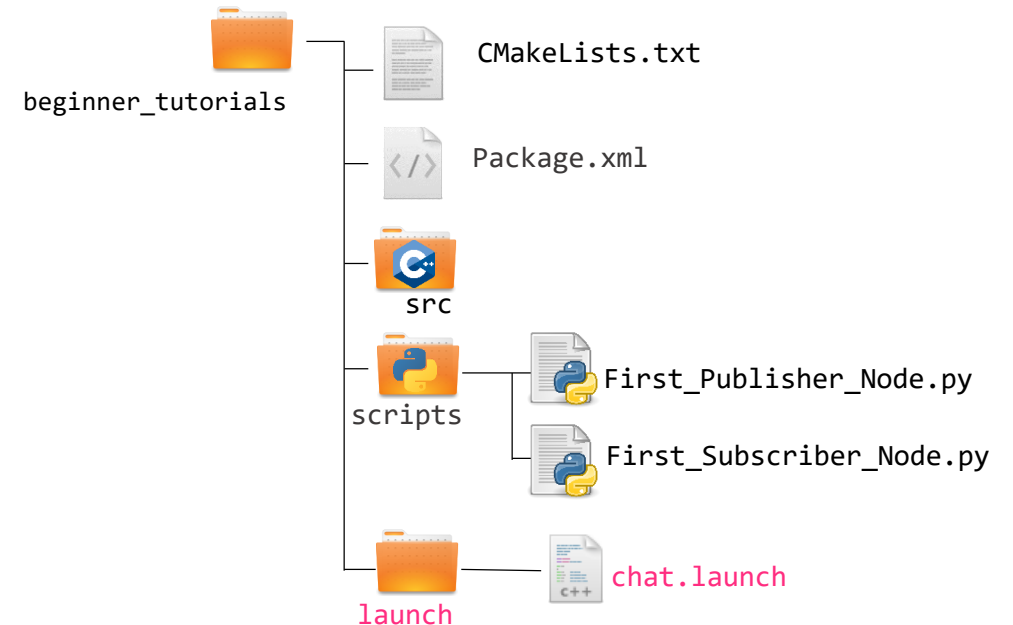 beginner_tutorials
CMakeLists.txt
</>
Package.xml
C++
src
scripts
First_Publisher_Node.py
First_Subscriber_Node.py
launch
C++
chat.launch